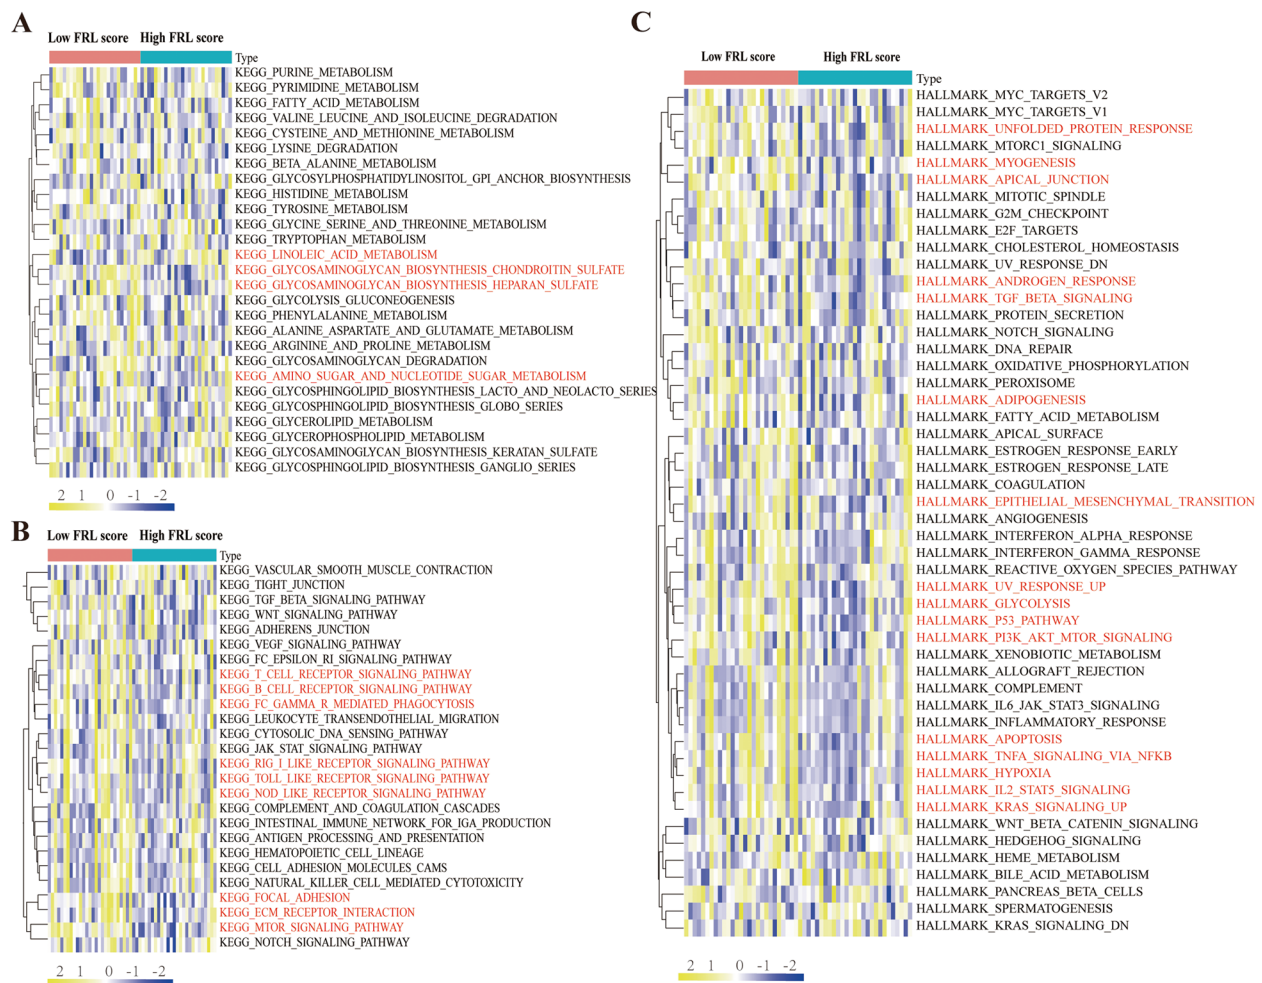 A
Low FRL score High FRL score
Type
KEGG_PURINE_METABOLISM
KEGG_PYRIMIDINE_METABOLISM
KEGG_FATTY_ACID_METABOLISM
KEGG_VALINE_LEUCINE_AND_ISOLEUCINE_DEGRADATION
KEGG_CYSTEINE_AND_METHIONINE_METABOLISM
KEGG_LYSINE_DEGRADATION
KEGG_BETA_ALANINE_METABOLISM
KEGG_GLYCOSYLPHOSPHATIDYLINOSITOL_GPI_ANCHOR_BIOSYNTHESIS
KEGG_HISTIDINE_METABOLISM
KEGG_TYROSINE_METABOLISM
KEGG_GLYCINE_SERINE_AND_THREONINE_METABOLISM
KEGG_TRYPTOPHAN_METABOLISM
KEGG_LINOLEIC_ACID_METABOLISM
KEGG_GLYCOSAMINOGLYCAN_BIOSYNTHESIS_CHONDROITIN_SULFATE
KEGG_GLYCOSAMINOGLYCAN_BIOSYNTHESIS_HEPARAN_SULFATE
KEGG_GLYCOLYSIS_GLUCONEOGENESIS
KEGG_PHENYLALANINE_METABOLISM
KEGG_ALANINE_ASPARTATE_AND_GLUTAMATE_METABOLISM
KEGG_ARGININE_AND_PROLINE_METABOLISM
KEGG_GLYCOSAMINOGLYCAN_DEGRADATION
KEGG_AMINO_SUGAR_AND_NUCLEOTIDE_SUGAR_METABOLISM
KEGG_GLYCOSPHINGOLIPID_BIOSYNTHESIS_LACTO_AND_NEOLACTO_SERIES
KEGG_GLYCOSPHINGOLIPID_BIOSYNTHESIS_GLOBO_SERIES
KEGG_GLYCEROLIPID_METABOLISM
KEGG_GLYCEROPHOSPHOLIPID_METABOLISM
KEGG_GLYCOSAMINOGLYCAN_BIOSYNTHESIS_KERATAN_SULFATE
KEGG_GLYCOSPHINGOLIPID_BIOSYNTHESIS_GANGLIO_SERIES
2 1 0 -1 -2
B
Low FRL score High FRL score
Type
KEGG_VASCULAR_SMOOTH_MUSCLE_CONTRACTION
KEGG_TIGHT_JUNCTION
KEGG_TGF_BETA_SIGNALING_PATHWAY
KEGG_WNT_SIGNALING_PATHWAY
KEGG_ADHERENS_JUNCTION
KEGG_VEGF_SIGNALING_PATHWAY
KEGG_FC_EPSILON_RI_SIGNALING_PATHWAY
KEGG_T_CELL_RECEPTOR_SIGNALING_PATHWAY
KEGG_B_CELL_RECEPTOR_SIGNALING_PATHWAY
KEGG_FC_GAMMA_R_MEDIATED_PHAGOCYTOSIS
KEGG_LEUKOCYTE_TRANSENDOTHELIAL_MIGRATION
KEGG_CYTOSOLIC_DNA_SENSING_PATHWAY
KEGG_JAK_STAT_SIGNALING_PATHWAY
KEGG_RIG_I_LIKE_RECEPTOR_SIGNALING_PATHWAY
KEGG_TOLL_LIKE_RECEPTOR_SIGNALING_PATHWAY
KEGG_NOD_LIKE_RECEPTOR_SIGNALING_PATHWAY
KEGG_COMPLEMENT_AND_COAGULATION_CASCADES
KEGG_INTESTINAL_IMMUNE_NETWORK_FOR_IGA_PRODUCTION
KEGG_ANTIGEN_PROCESSING_AND_PRESENTATION
KEGG_HEMATOPOIETIC_CELL_LINEAGE
KEGG_CELL_ADHESION_MOLECULES_CAMS
KEGG_NATURAL_KILLER_CELL_MEDIATED_CYTOTOXICITY
KEGG_FOCAL_ADHESION
KEGG_ECM_RECEPTOR_INTERACTION
KEGG_MTOR_SIGNALING_PATHWAY
KEGG_NOTCH_SIGNALING_PATHWAY
2 1 0 -1 -2
C
Low FRL score High FRL score
Type
HALLMARK_MYC_TARGETS_V2
HALLMARK_MYC_TARGETS_V1
HALLMARK_UNFOLDED_PROTEIN_RESPONSE
HALLMARK_MTORC1_SIGNALING
HALLMARK_MYOGENESIS
HALLMARK_APICAL_JUNCTION
HALLMARK_MITOTIC_SPINDLE
HALLMARK_G2M_CHECKPOINT
HALLMARK_E2F_TARGETS
HALLMARK_CHOLESTEROL_HOMEOSTASIS
HALLMARK_UV_RESPONSE_DN
HALLMARK_ANDROGEN_RESPONSE
HALLMARK_TGF_BETA_SIGNALING
HALLMARK_PROTEIN_SECRETION
HALLMARK_NOTCH_SIGNALING
HALLMARK_DNA_REPAIR
HALLMARK_OXIDATIVE_PHOSPHORYLATION
HALLMARK_PEROXISOME
HALLMARK_ADIPOGENESIS
HALLMARK_FATTY_ACID_METABOLISM
HALLMARK_APICAL_SURFACE
HALLMARK_ESTROGEN_RESPONSE_EARLY
HALLMARK_ESTROGEN_RESPONSE_LATE
HALLMARK_COAGULATION
HALLMARK_EPITHELIAL_MESENCHYMAL_TRANSITION
HALLMARK_ANGIOGENESIS
HALLMARK_INTERFERON_ALPHA_RESPONSE
HALLMARK_INTERFERON_GAMMA_RESPONSE
HALLMARK_REACTIVE_OXYGEN_SPECIES_PATHWAY
HALLMARK_UV_RESPONSE_UP
HALLMARK_GLYCOLYSIS
HALLMARK_P53_PATHWAY
HALLMARK_PI3K_AKT_MTOR_SIGNALING
HALLMARK_XENOBIOTIC_METABOLISM
HALLMARK_ALLOGRAFT_REJECTION
HALLMARK_COMPLEMENT
HALLMARK_IL6_JAK_STAT3_SIGNALING
HALLMARK_INFLAMMATORY_RESPONSE
HALLMARK_APOPTOSIS
HALLMARK_TNFA_SIGNALING_VIA_NFKB
HALLMARK_HYPOXIA
HALLMARK_IL2_STAT5_SIGNALING
HALLMARK_KRAS_SIGNALING_UP
HALLMARK_WNT_BETA_CATENIN_SIGNALING
HALLMARK_HEDGEHOG_SIGNALING
HALLMARK_HEME_METABOLISM
HALLMARK_BILE_ACID_METABOLISM
HALLMARK_PANCREAS_BETA_CELLS
HALLMARK_SPERMATOGENESIS
HALLMARK_KRAS_SIGNALING_DN
2 1 0 -1 -2